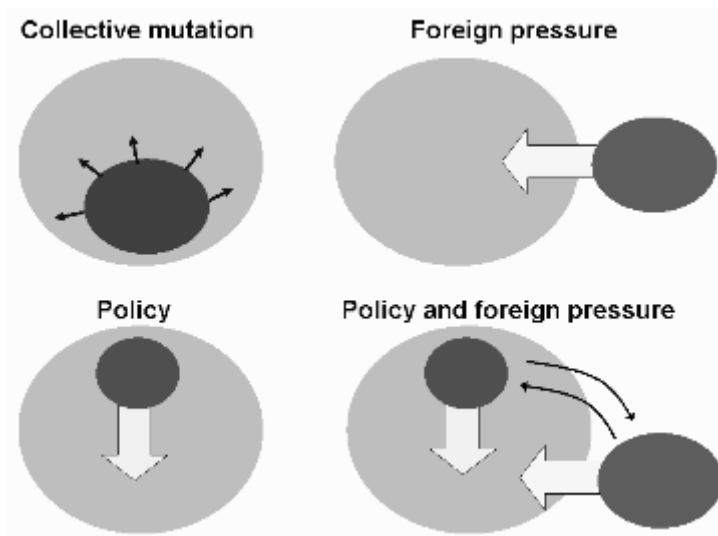 Collective mutation
Foreign pressure
Policy
Policy and foreign pressure